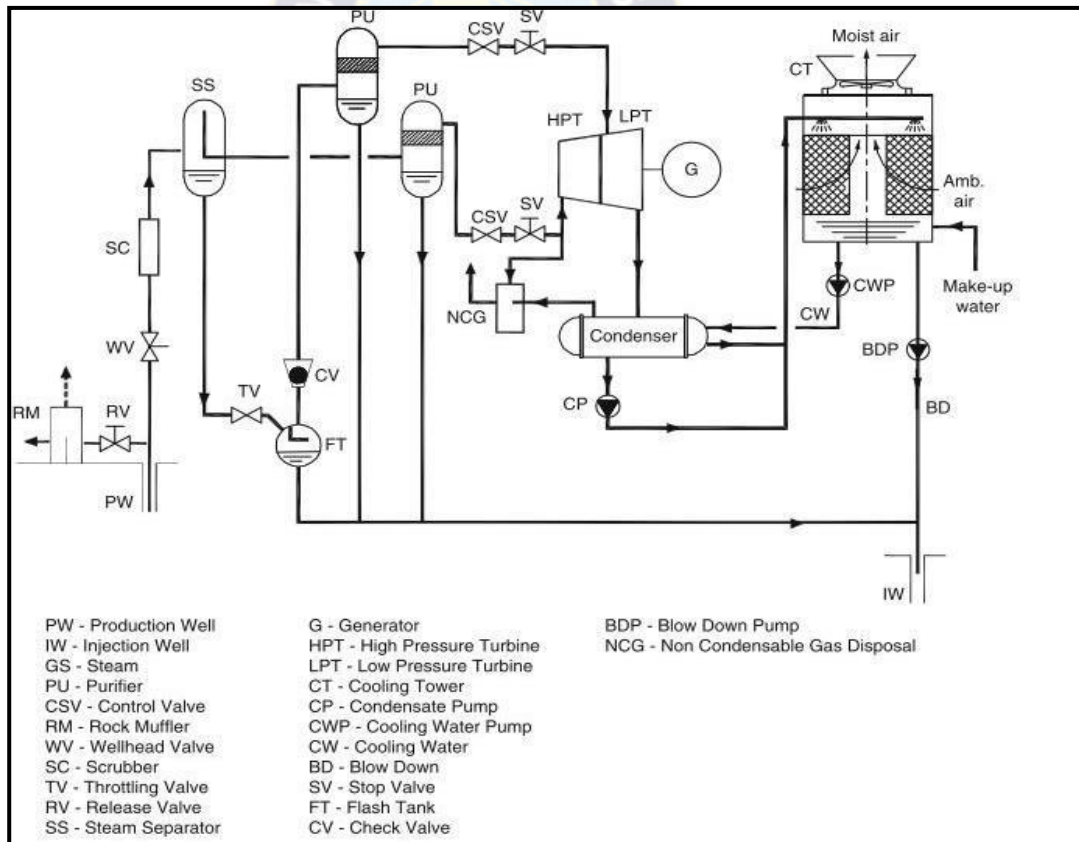 PU
CSV
SV
Moist air
CT
SS
PU
HPT
LPT
G
Amb.
air
CSV
SV
SC
NCG
Condenser
CW
CWP
Make-up
water
WV
BDP
CV
TV
CP
RM
RV
BD
FT
PW
IW
PW - Production Well
IW - Injection Well
GS - Steam
PU - Purifier
CSV - Control Valve
RM - Rock Muffler
WV - Wellhead Valve
SC - Scrubber
TV - Throttling Valve
RV - Release Valve
SS - Steam Separator
G - Generator
HPT - High Pressure Turbine
LPT - Low Pressure Turbine
CT - Cooling Tower
CP - Condensate Pump
CWP - Cooling Water Pump
CW - Cooling Water
BD - Blow Down
SV - Stop Valve
FT - Flash Tank
CV - Check Valve
BDP - Blow Down Pump
NCG - Non Condensable Gas Disposal